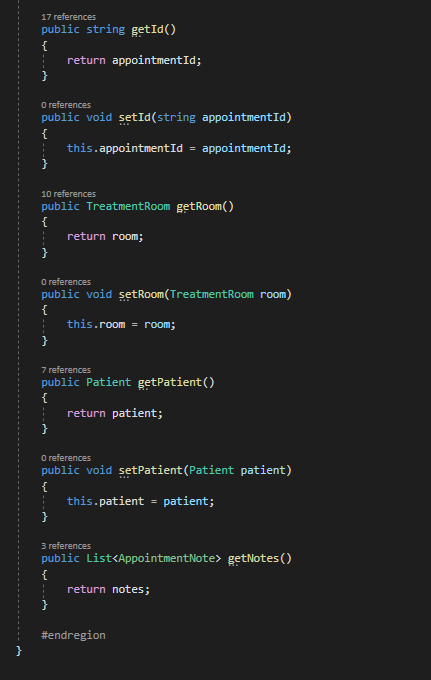 17 references
public string getId()
{
return appointmentId;
}
0 references
public void setId(string appointmentId)
{
this.appointmentId = appointmentId;
}
10 references
public TreatmentRoom getRoom()
{
return room;
}
0 references
public void setRoom(TreatmentRoom room)
{
this.room = room;
}
7 references
public Patient getPatient()
{
return patient;
}
0 references
public void setPatient(Patient patient)
{
this.patient = patient;
}
3 references
public List<AppointmentNote> getNotes()
{
return notes;
}
#endregion
}